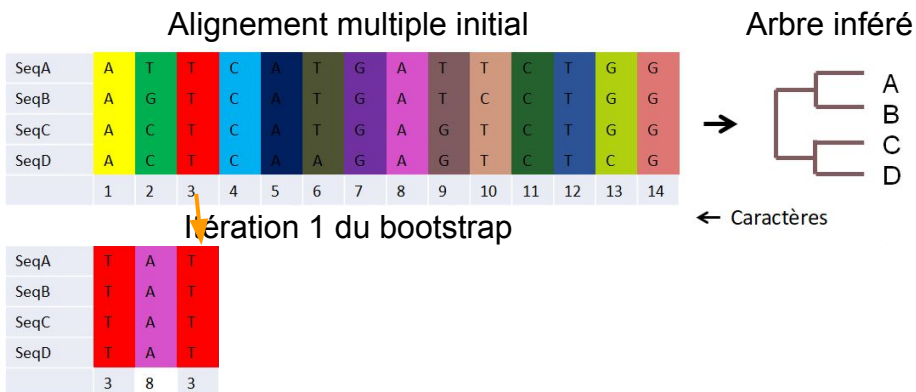 Alignement multiple initial
Arbre inféré
SeqA A T T C A T G A T T C T G G
SeqB A G T C A T G A T C C T G G
SeqC A C T C A T G A G T C T G G
SeqD A C T C A A G A G T C T C G
1 2 3 4 5 6 7 8 9 10 11 12 13 14
A
B
C
D
Itération 1 du bootstrap
← Caractères
SeqA T A T
SeqB T A T
SeqC T A T
SeqD T A T
3 8 3